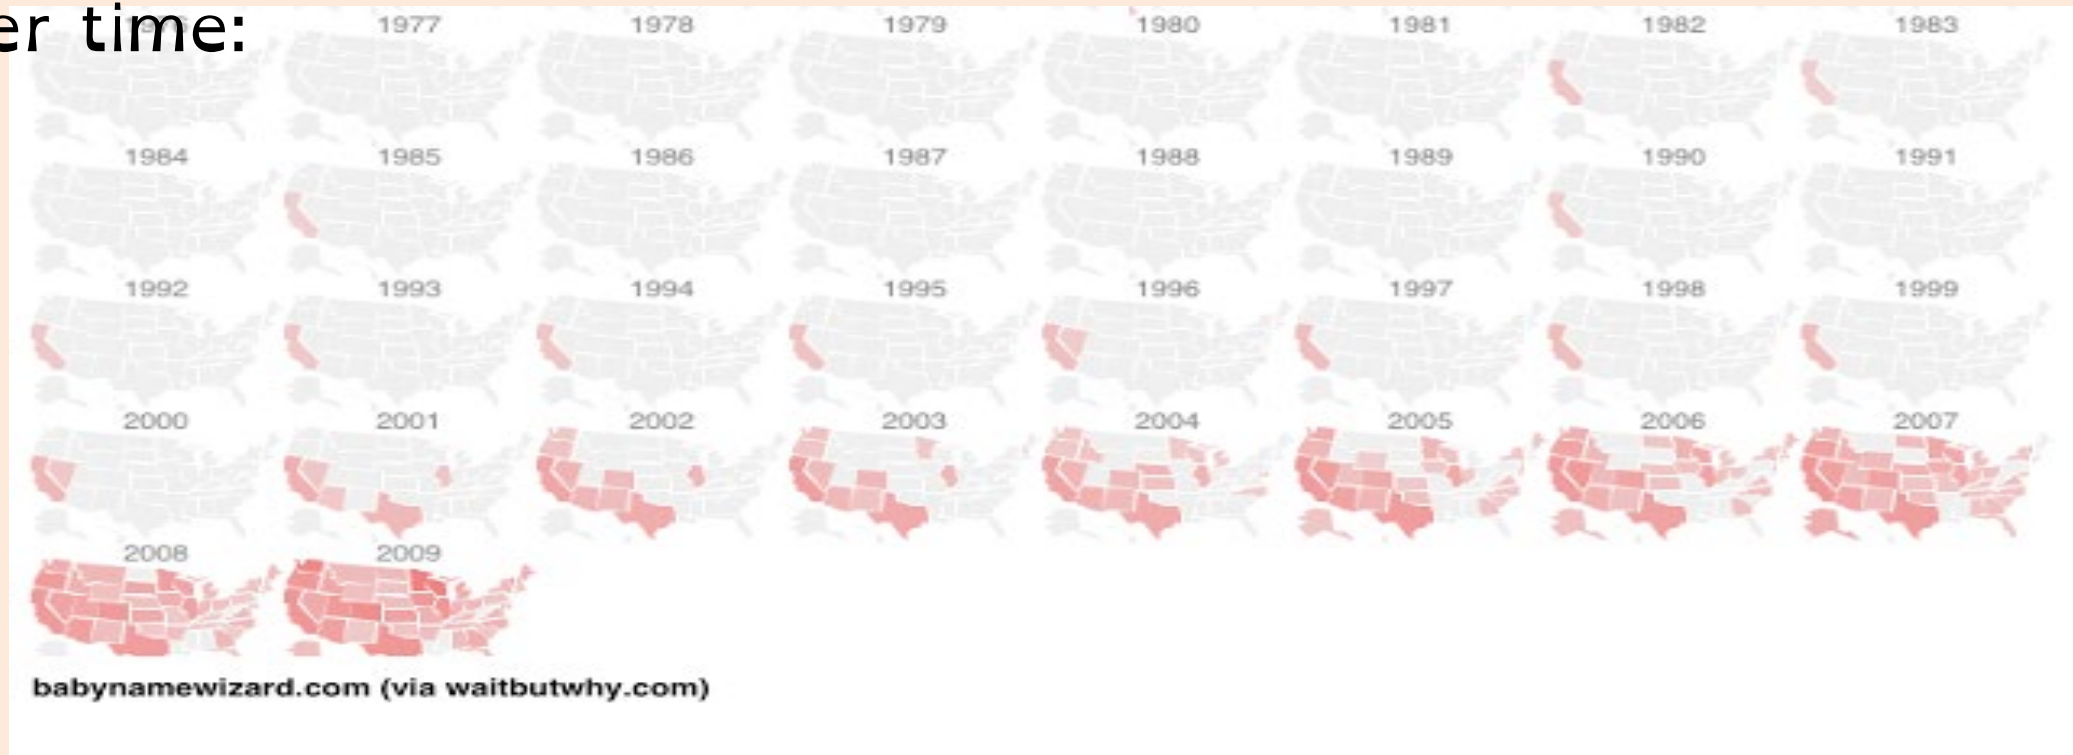 er time:
1977 1978 1979 1980 1981 1982 1983
1984 1985 1986 1987 1988 1989 1990 1991
1992 1993 1994 1995 1996 1997 1998 1999
2000 2001 2002 2003 2004 2005 2006 2007
2008 2009
babynamewizard.com (via waitbutwhy.com)